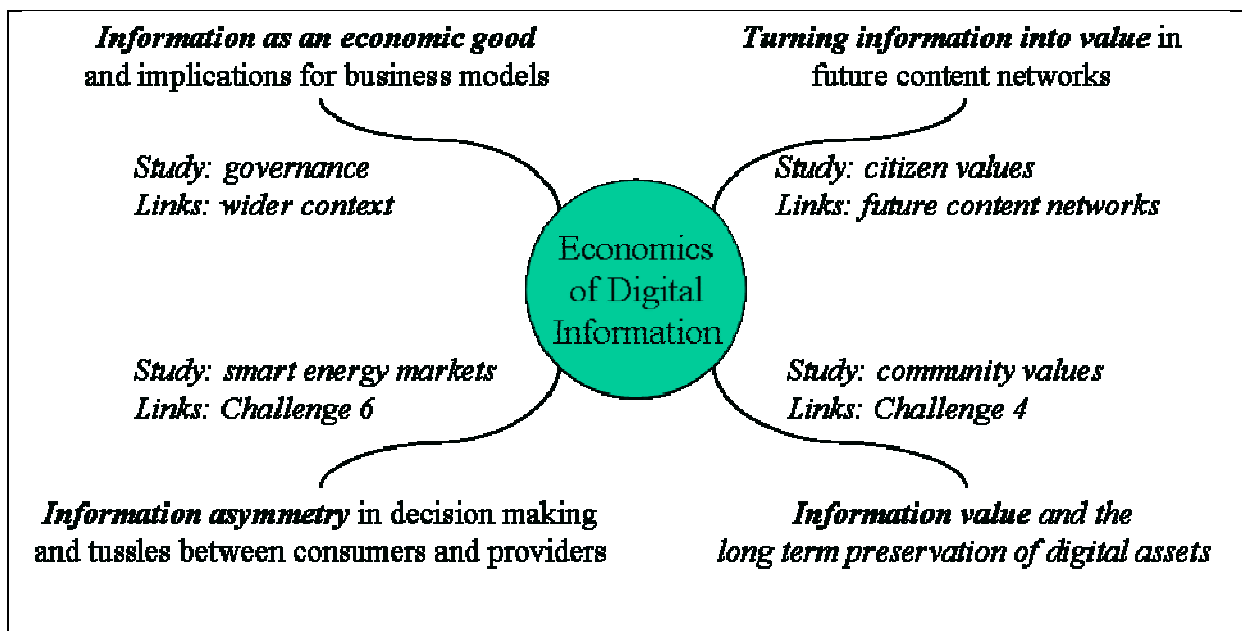 Information as an economic good
and implications for business models
Turning information into value in
future content networks
Study: governance
Links: wider context
Study: citizen values
Links: future content networks
Economics
of Digital
Information
Study: smart energy markets
Links: Challenge 6
Study: community values
Links: Challenge 4
Information asymmetry in decision making
and tussles between consumers and providers
Information value and the
long term preservation of digital assets